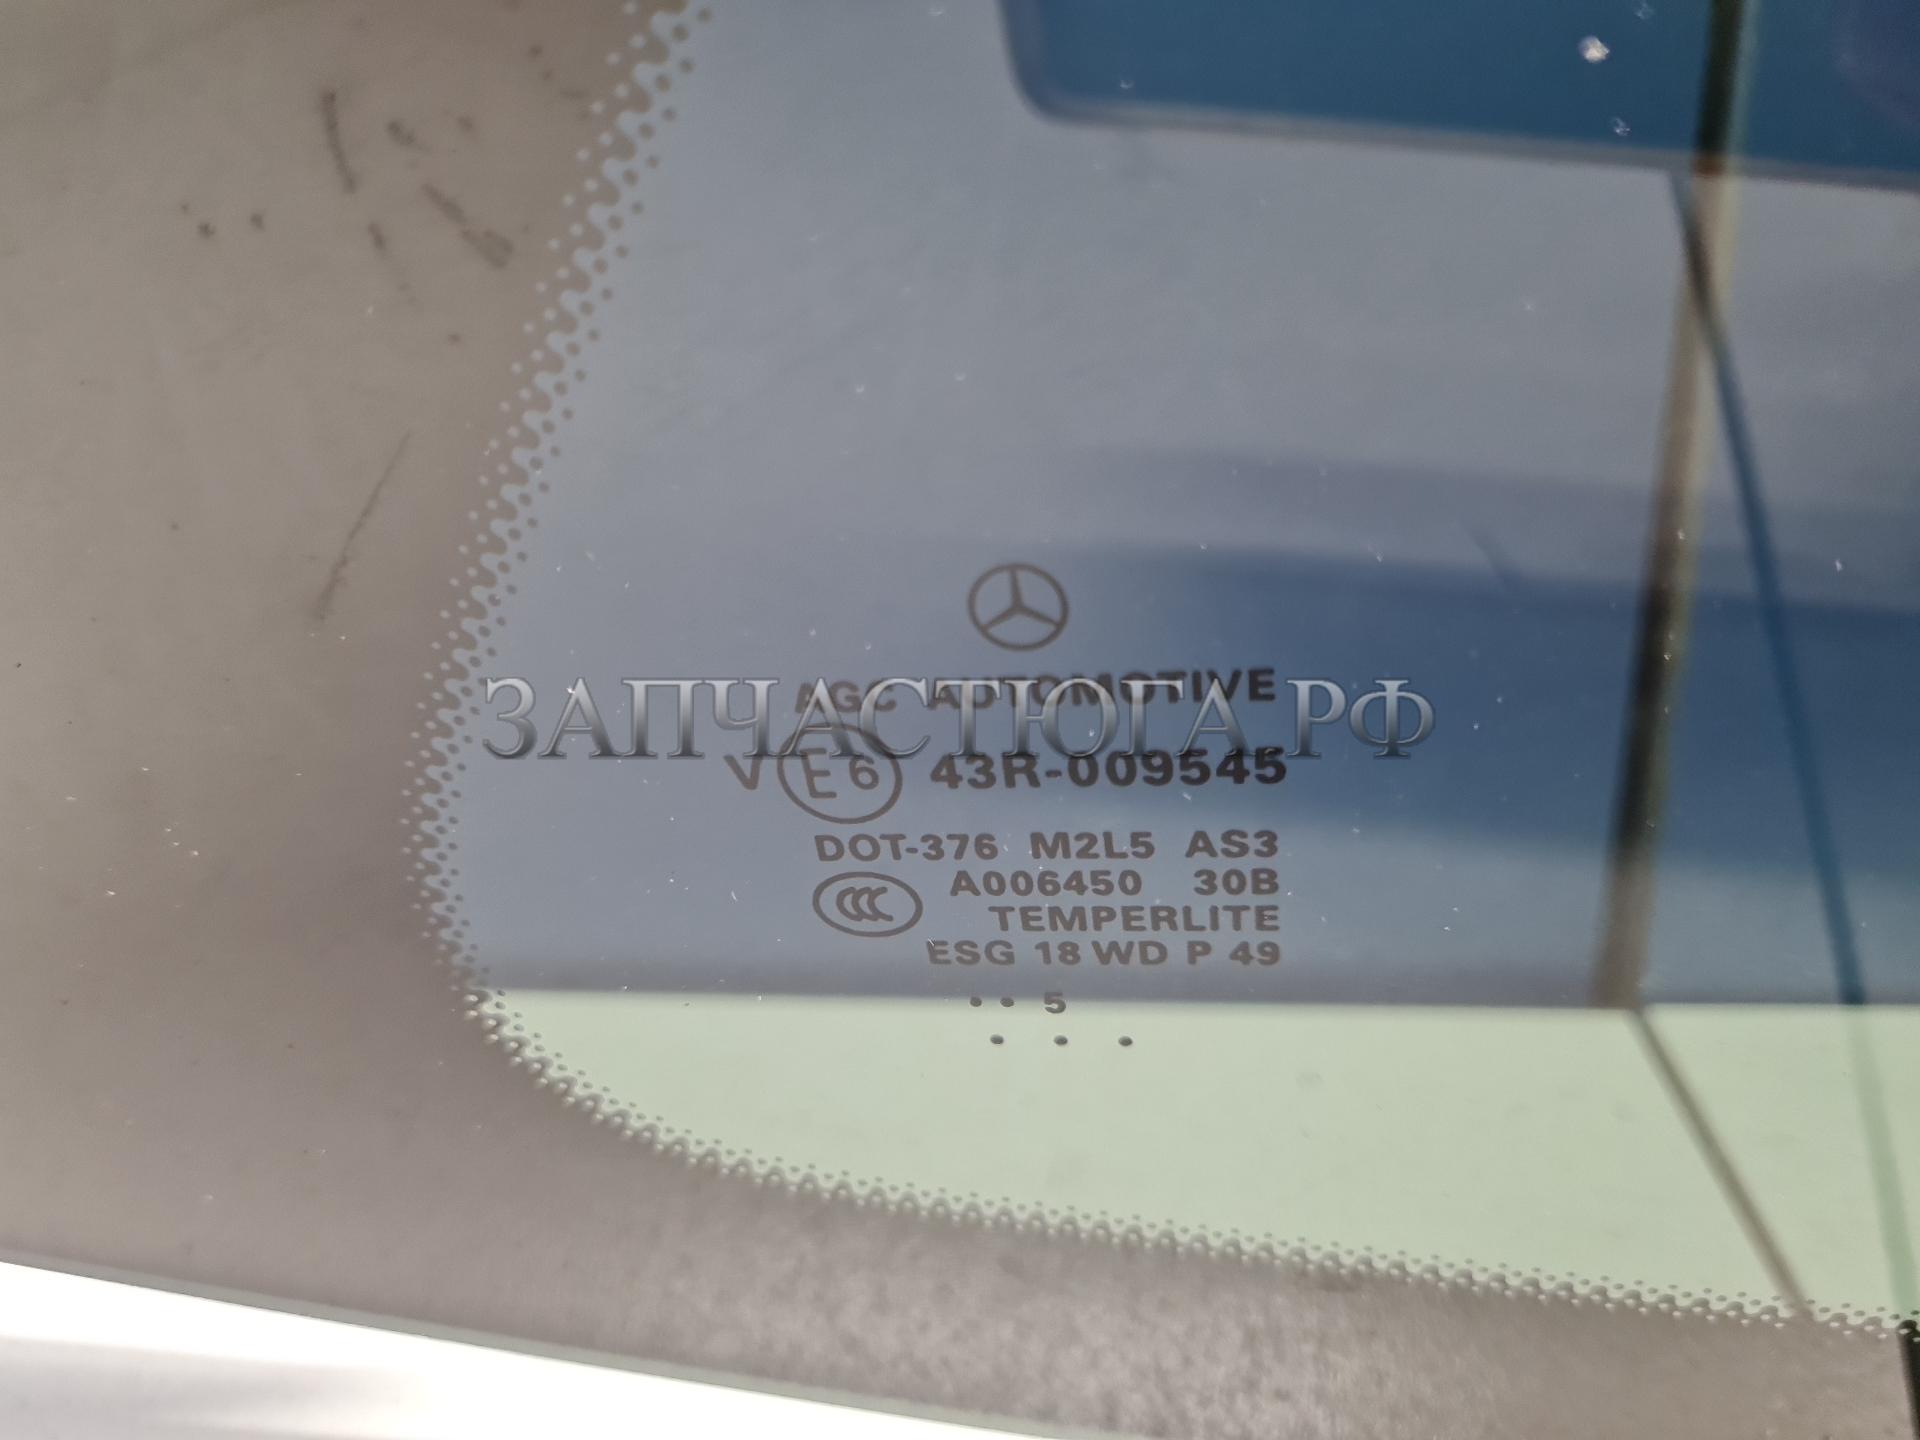 AGC AUTOMOTIVE
ЗАПЧАСТЮГА.РФ
V E6 43R-009545
DOT-376 M2L5 AS3
CCC A006450 30B
TEMPERLITE
ESG 18 WD P 49
. . 5
. . .